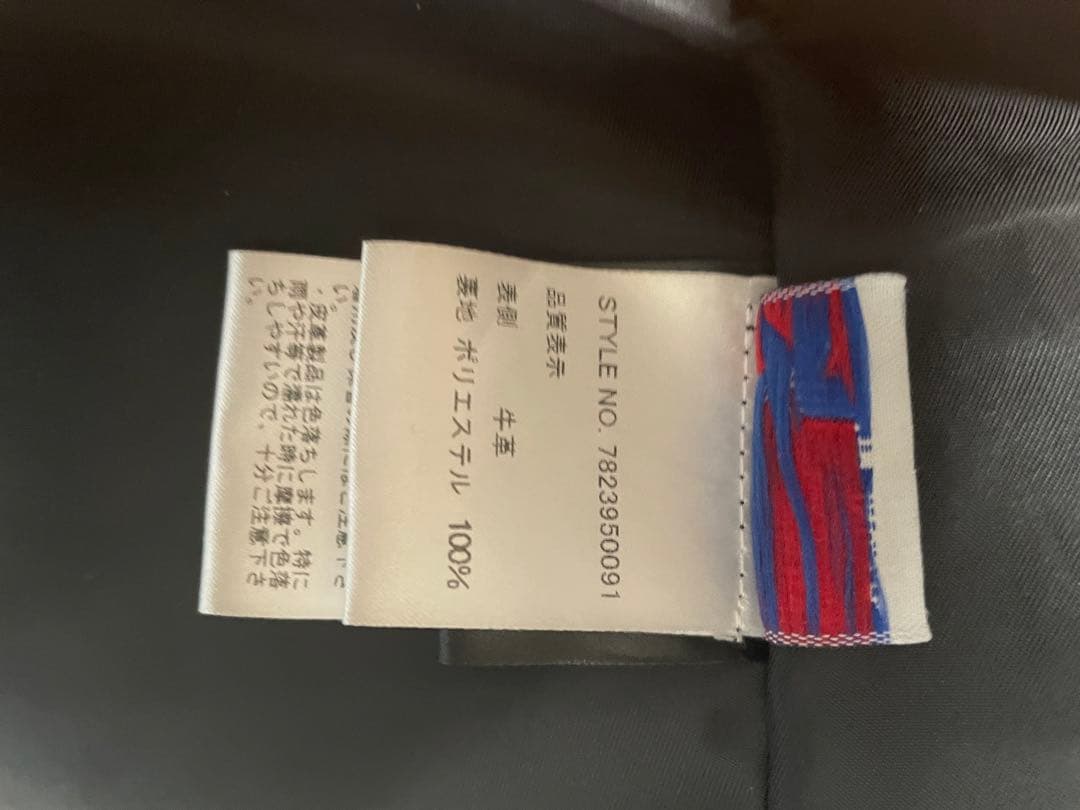 STYLE NO. 7823950091
品質表示
表側 牛革
裏地 ポリエステル 100%
い。
、皮革製品は色落ちします。特に
雨や汗等で濡れた時に摩擦で色落
ちしやすいので、十分ご注意下さ
い。